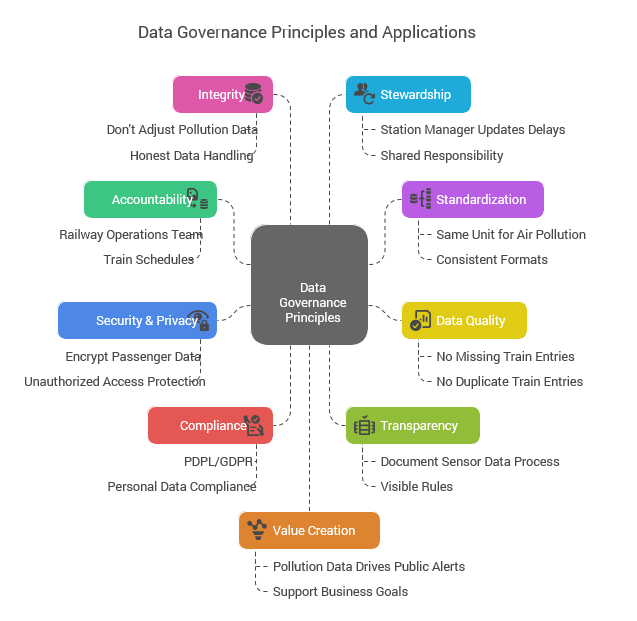 Data Governance Principles and Applications
Integrity
Don't Adjust Pollution Data
Honest Data Handling
Stewardship
Station Manager Updates Delays
Shared Responsibility
Accountability
Railway Operations Team
Train Schedules
Standardization
Same Unit for Air Pollution
Consistent Formats
Data
Governance
Principles
Security & Privacy
Encrypt Passenger Data
Unauthorized Access Protection
Data Quality
No Missing Train Entries
No Duplicate Train Entries
Compliance
PDPL/GDPR
Personal Data Compliance
Transparency
Document Sensor Data Process
Visible Rules
Value Creation
Pollution Data Drives Public Alerts
Support Business Goals